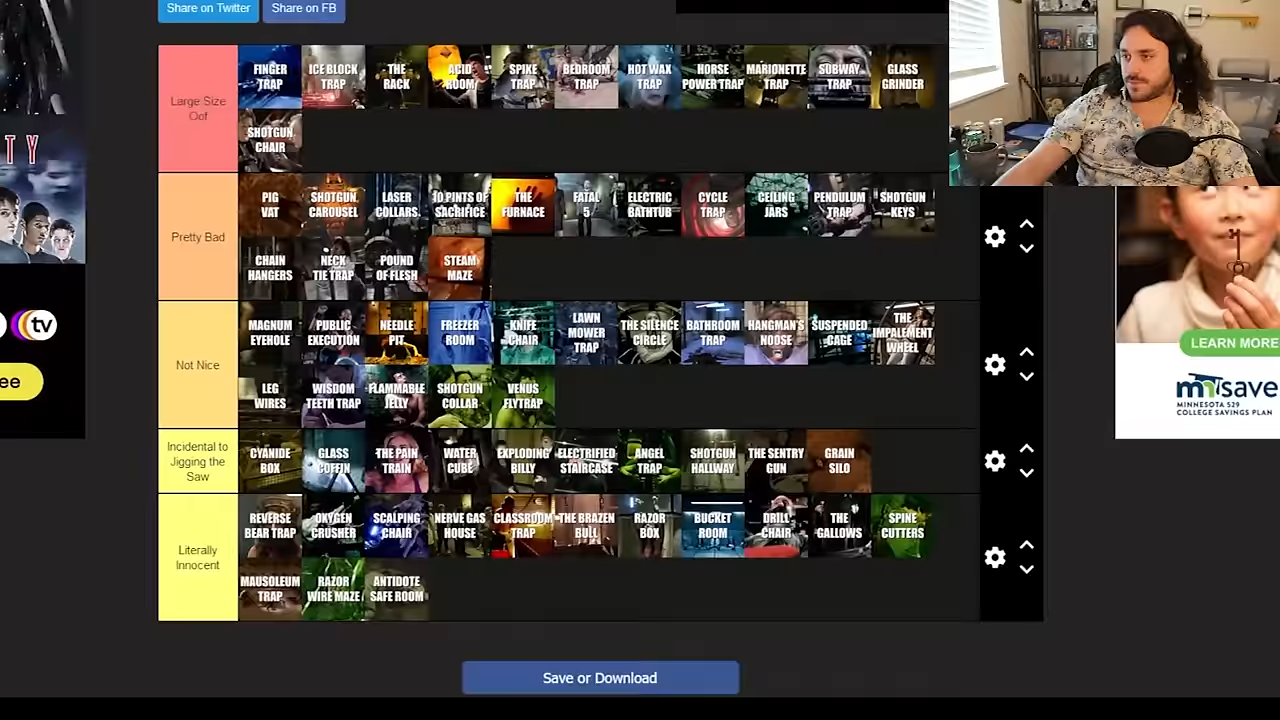 Share on Twitter
Share on FB
T Y
tv
ee
Large Size
Oof
FINGER
TRAP
ICE BLOCK
TRAP
THE
RACK
ACID
ROOM
SPIKE
TRAP
BEDROOM
TRAP
HOT WAX
TRAP
HORSE
POWER TRAP
MARIONETTE
TRAP
SUBWAY
TRAP
GLASS
GRINDER
SHOTGUN
CHAIR
Pretty Bad
PIG
VAT
SHOTGUN
CAROUSEL
LASER
COLLARS
10 PINTS OF
SACRIFICE
THE
FURNACE
FATAL
5
ELECTRIC
BATHTUB
CYCLE
TRAP
CEILING
JARS
PENDULUM
TRAP
SHOTGUN
KEYS
CHAIN
HANGERS
NECK
TIE TRAP
POUND
OF FLESH
STEAM
MAZE
Not Nice
MAGNUM
EYEHOLE
PUBLIC
EXECUTION
NEEDLE
PIT
FREEZER
ROOM
KNIFE
CHAIR
LAWN
MOWER
TRAP
THE SILENCE
CIRCLE
BATHROOM
TRAP
HANGMAN'S
NOOSE
SUSPENDED
CAGE
THE
IMPALEMENT
WHEEL
LEG
WIRES
WISDOM
TEETH TRAP
FLAMMABLE
JELLY
SHOTGUN
COLLAR
VENUS
FLYTRAP
Incidental to
Jigging the
Saw
CYANIDE
BOX
GLASS
COFFIN
THE PAIN
TRAIN
WATER
CUBE
EXPLODING
BILLY
ELECTRIFIED
STAIRCASE
ANGEL
TRAP
SHOTGUN
HALLWAY
THE SENTRY
GUN
GRAIN
SILO
Literally
Innocent
REVERSE
BEAR TRAP
OXYGEN
CRUSHER
SCALPING
CHAIR
NERVE GAS
HOUSE
CLASSROOM
TRAP
THE BRAZEN
BULL
RAZOR
BOX
BUCKET
ROOM
DRILL
CHAIR
THE
GALLOWS
SPINE
CUTTERS
MAUSOLEUM
TRAP
RAZOR
WIRE MAZE
ANTIDOTE
SAFE ROOM
LEARN MORE
mnsave
MINNESOTA 529
COLLEGE SAVINGS PLAN
Save or Download